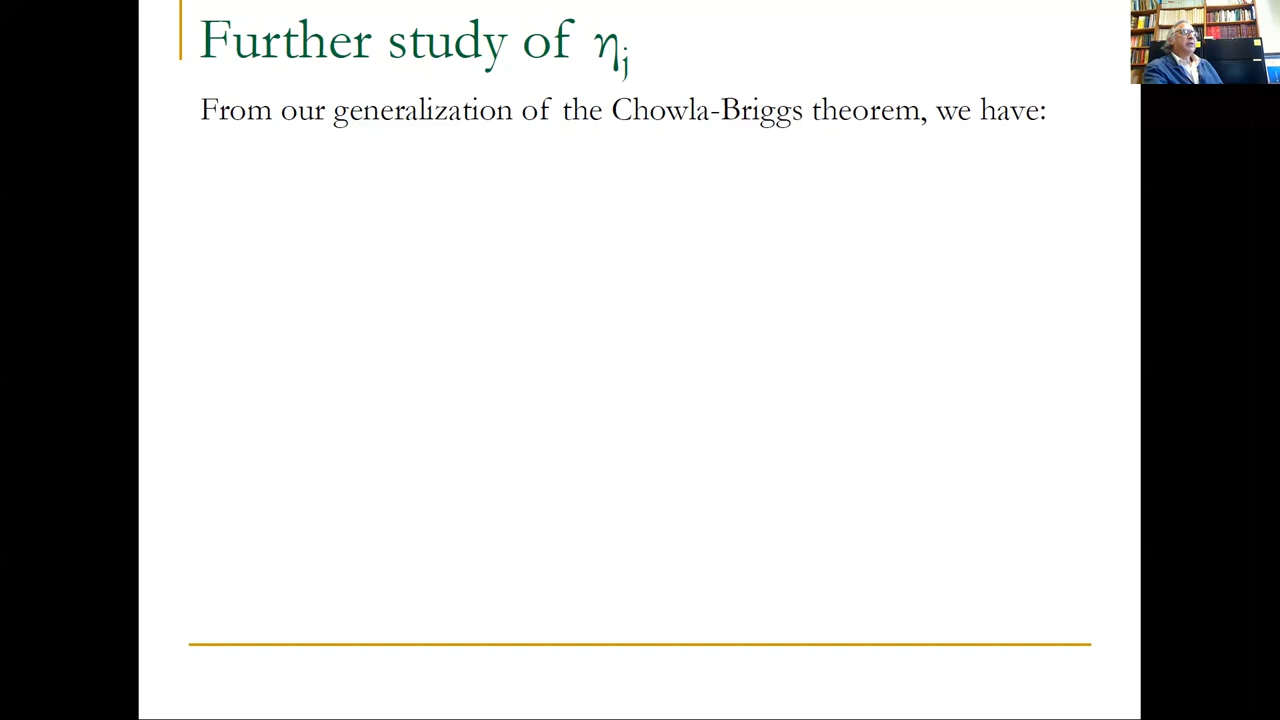 Further study of ηj
From our generalization of the Chowla-Briggs theorem, we have: